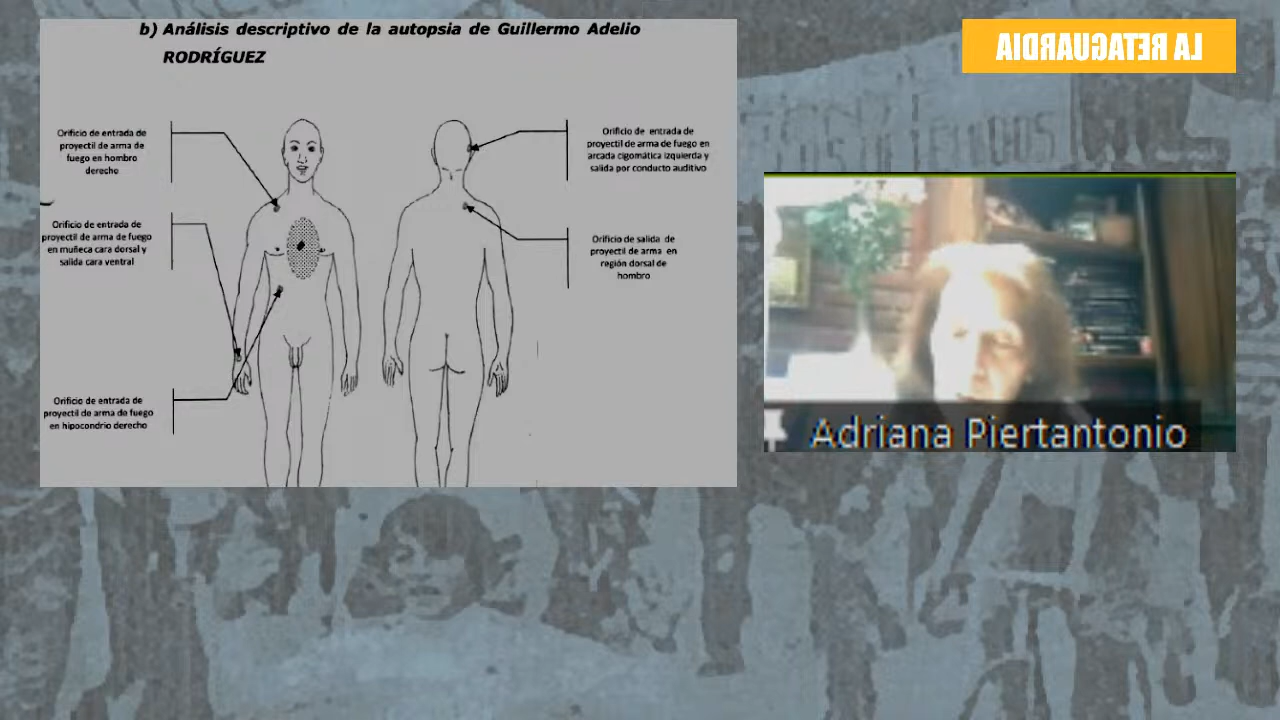 b) Análisis descriptivo de la autopsia de Guillermo Adelio
RODRÍGUEZ
Orificio de entrada de
proyectil de arma de
fuego en hombro
derecho
Orificio de entrada de
proyectil de arma de fuego
en muñeca cara dorsal y
salida cara ventral
Orificio de entrada de
proyectil de arma de fuego
en hipocondrio derecho
Orificio de entrada de
proyectil de arma de fuego en
arcada cigomática izquierda y
salida por conducto auditivo
Orificio de salida de
proyectil de arma en
región dorsal de
hombro
LA RETAGUARDIA
Adriana Piertantonio